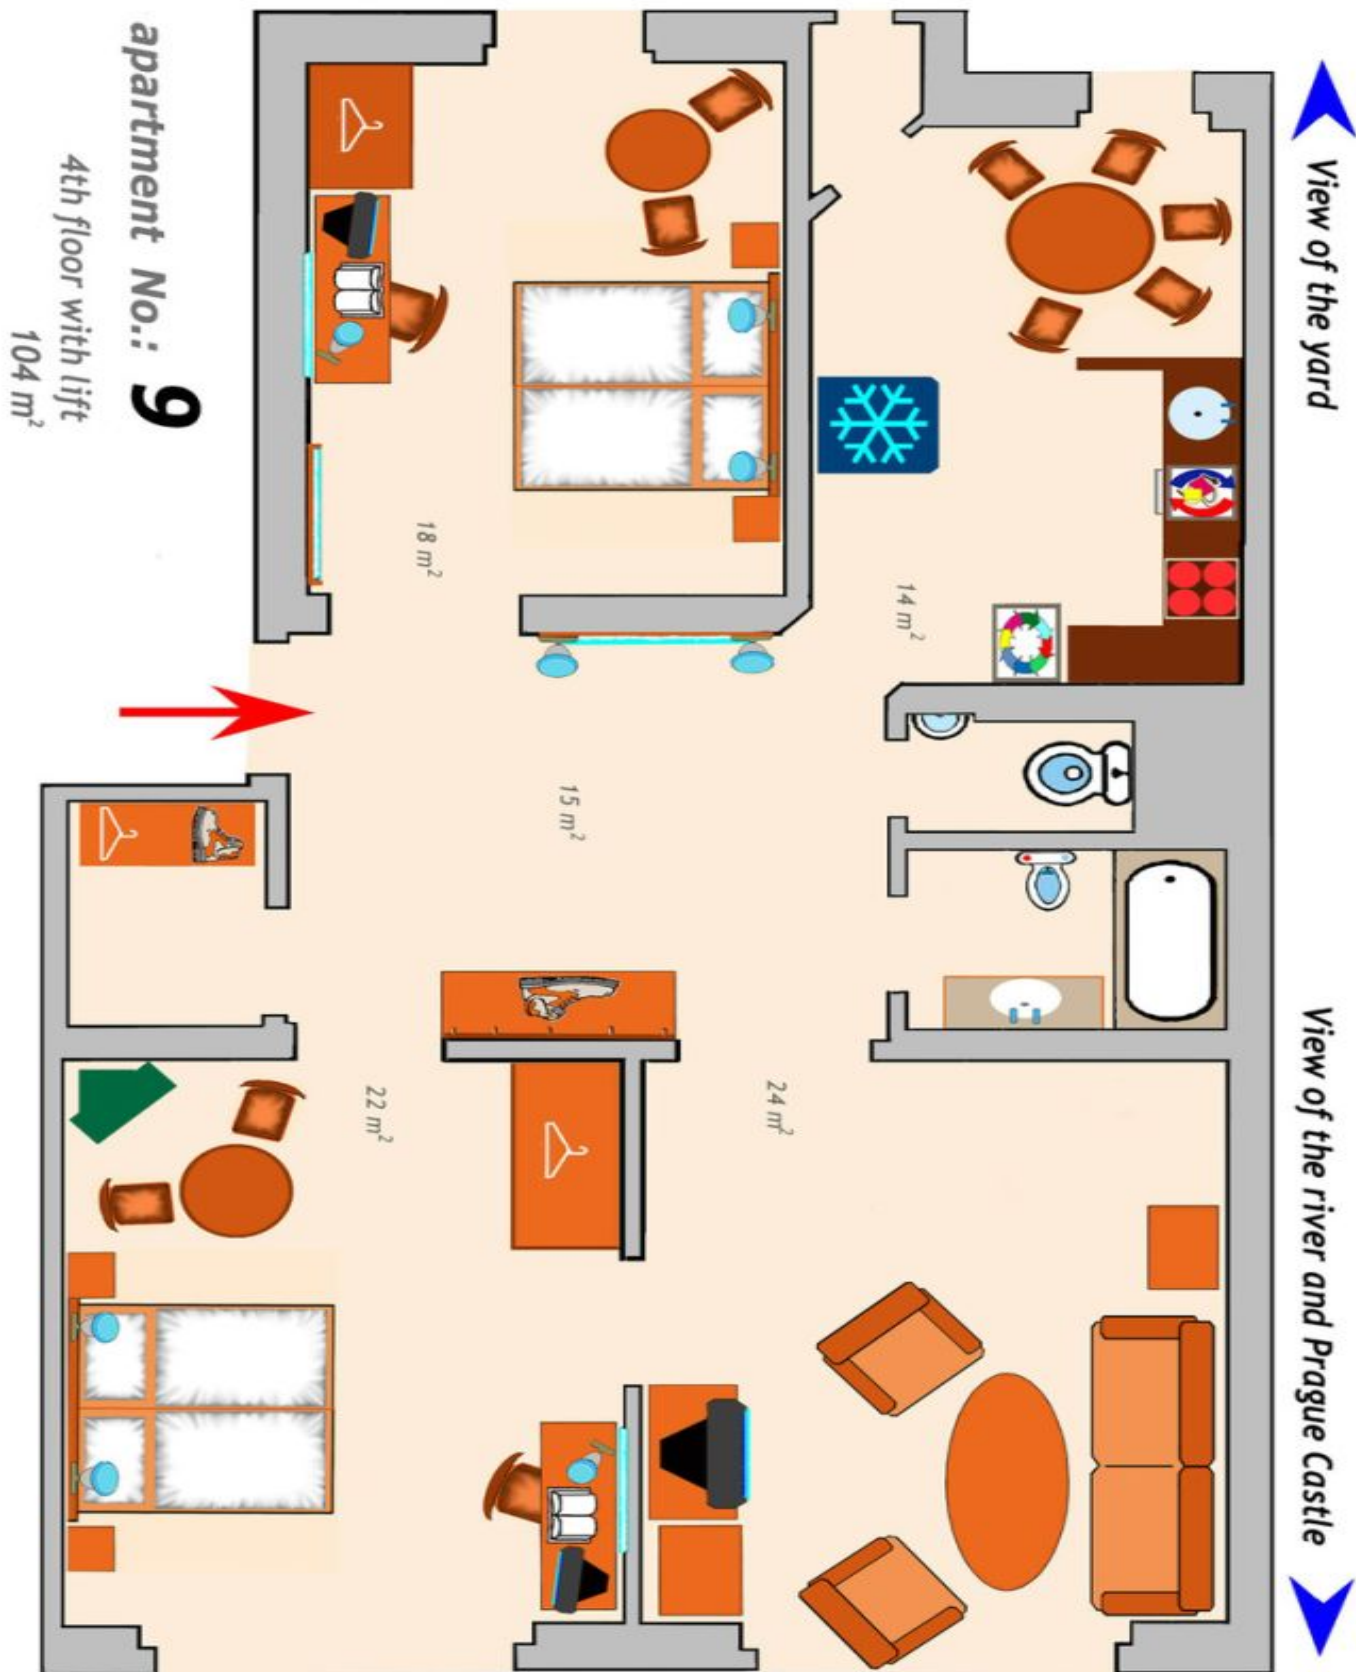 View of the yard
View of the river and Prague Castle
14 m²
24 m²
15 m²
18 m²
22 m²
apartment No.: 9
4th floor with lift
104 m²